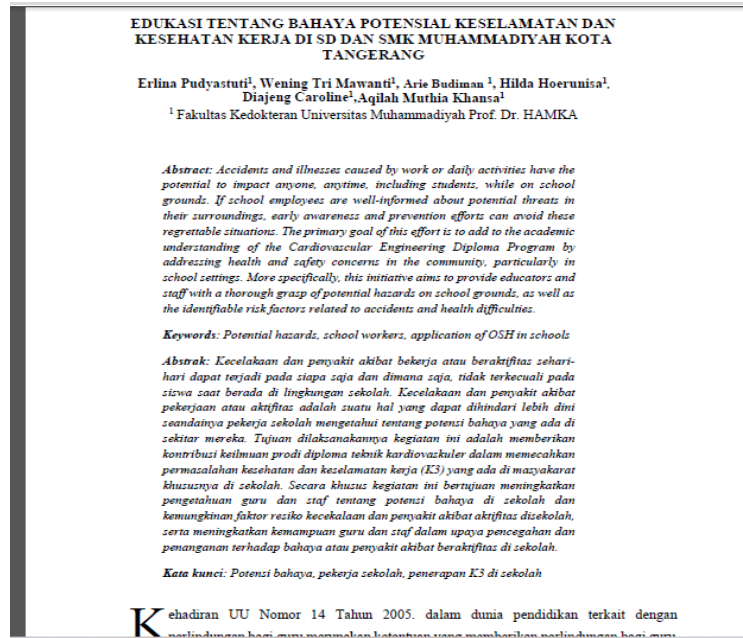 EDUKASI TENTANG BAHAYA POTENSIAL KESELAMATAN DAN
KESEHATAN KERJA DI SD DAN SMK MUHAMMADIYAH KOTA
TANGERANG
Erlina Pudyastuti¹, Wening Tri Mawanti¹, Arie Budiman ¹, Hilda Hoerunisa¹,
Diajeng Caroline¹,Aqilah Muthia Khansa¹
¹ Fakultas Kedokteran Universitas Muhammadiyah Prof. Dr. HAMKA
Abstract: Accidents and illnesses caused by work or daily activities have the
potential to impact anyone, anytime, including students, while on school
grounds. If school employees are well-informed about potential threats in
their surroundings, early awareness and prevention efforts can avoid these
regrettable situations. The primary goal of this effort is to add to the academic
understanding of the Cardiovascular Engineering Diploma Program by
addressing health and safety concerns in the community, particularly in
school settings. More specifically, this initiative aims to provide educators and
staff with a thorough grasp of potential hazards on school grounds, as well as
the identifiable risk factors related to accidents and health difficulties.
Keywords: Potential hazards, school workers, application of OSH in schools
Abstrak: Kecelakaan dan penyakit akibat bekerja atau beraktifitas sehari-
hari dapat terjadi pada siapa saja dan dimana saja, tidak terkecuali pada
siswa saat berada di lingkungan sekolah. Kecelakaan dan penyakit akibat
pekerjaan atau aktifitas adalah suatu hal yang dapat dihindari lebih dini
seandainya pekerja sekolah mengetahui tentang potensi bahaya yang ada di
sekitar mereka. Tujuan dilaksanakannya kegiatan ini adalah memberikan
kontribusi keilmuan prodi diploma teknik kardiovaskuler dalam memecahkan
permasalahan kesehatan dan keselamatan kerja (K3) yang ada di masyakarat
khususnya di sekolah. Secara khusus kegiatan ini bertujuan meningkatkan
pengetahuan guru dan staf tentang potensi bahaya di sekolah dan
kemungkinan faktor resiko kecekalaan dan penyakit akibat aktifitas disekolah,
serta meningkatkan kemampuan guru dan staf dalam upaya pencegahan dan
penanganan terhadap bahaya atau penyakit akibat beraktifitas di sekolah.
Kata kunci: Potensi bahaya, pekerja sekolah, penerapan K3 di sekolah
Kehadiran UU Nomor 14 Tahun 2005. dalam dunia pendidikan terkait dengan
perlindungan bagi guru merupakan ketentuan yang memberikan perlindungan bagi guru